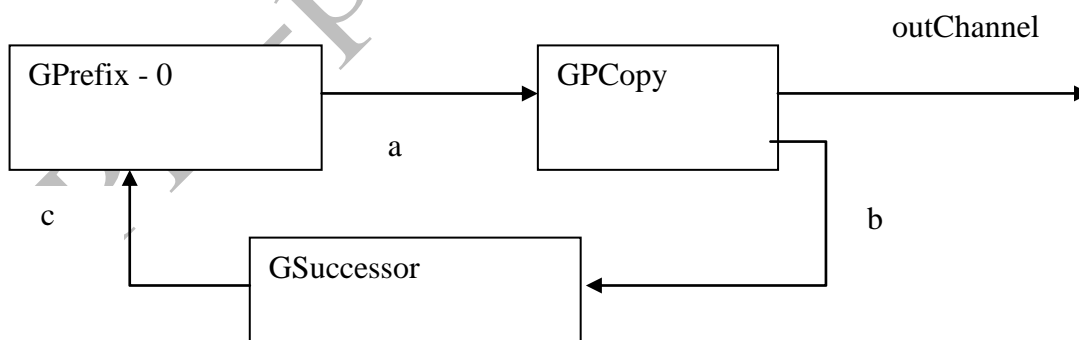 outChannel
GPrefix - 0
GPCopy
a
c
b
GSuccessor